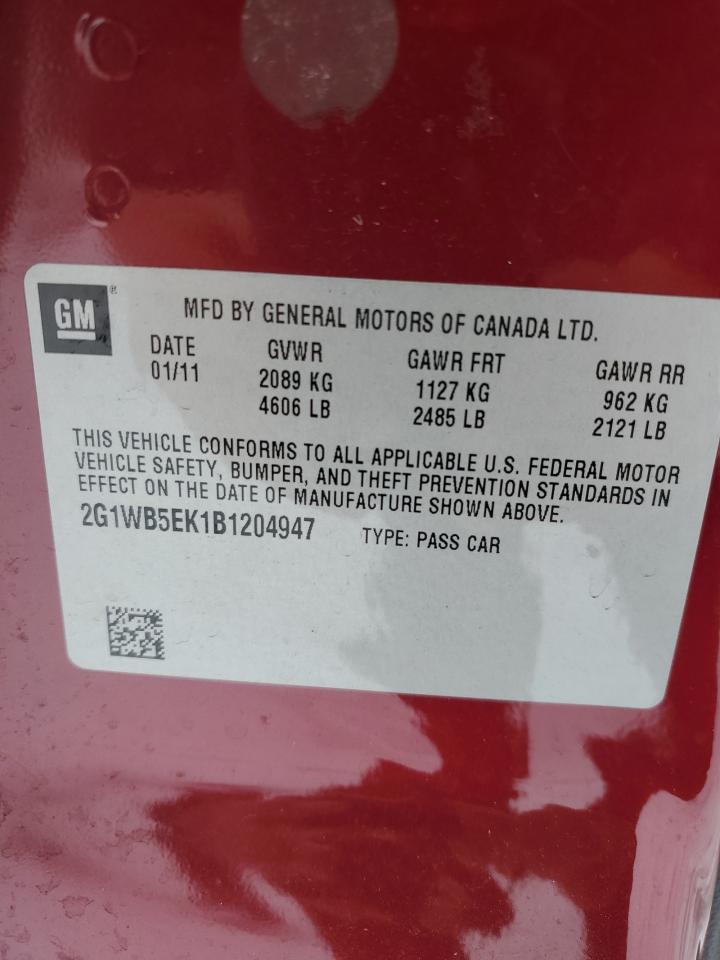 GM®
MFD BY GENERAL MOTORS OF CANADA LTD.
DATE GVWR GAWR FRT GAWR RR
01/11 2089 KG 1127 KG 962 KG
4606 LB 2485 LB 2121 LB
THIS VEHICLE CONFORMS TO ALL APPLICABLE U.S. FEDERAL MOTOR
VEHICLE SAFETY, BUMPER, AND THEFT PREVENTION STANDARDS IN
EFFECT ON THE DATE OF MANUFACTURE SHOWN ABOVE.
2G1WB5EK1B1204947 TYPE: PASS CAR